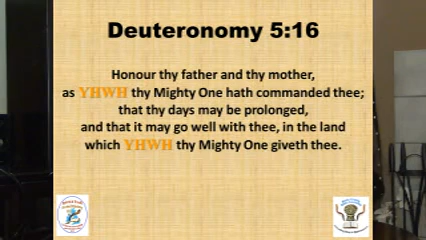 Deuteronomy 5:16
Honour thy father and thy mother,
as YHWH thy Mighty One hath commanded thee;
that thy days may be prolonged,
and that it may go well with thee, in the land
which YHWH thy Mighty One giveth thee.